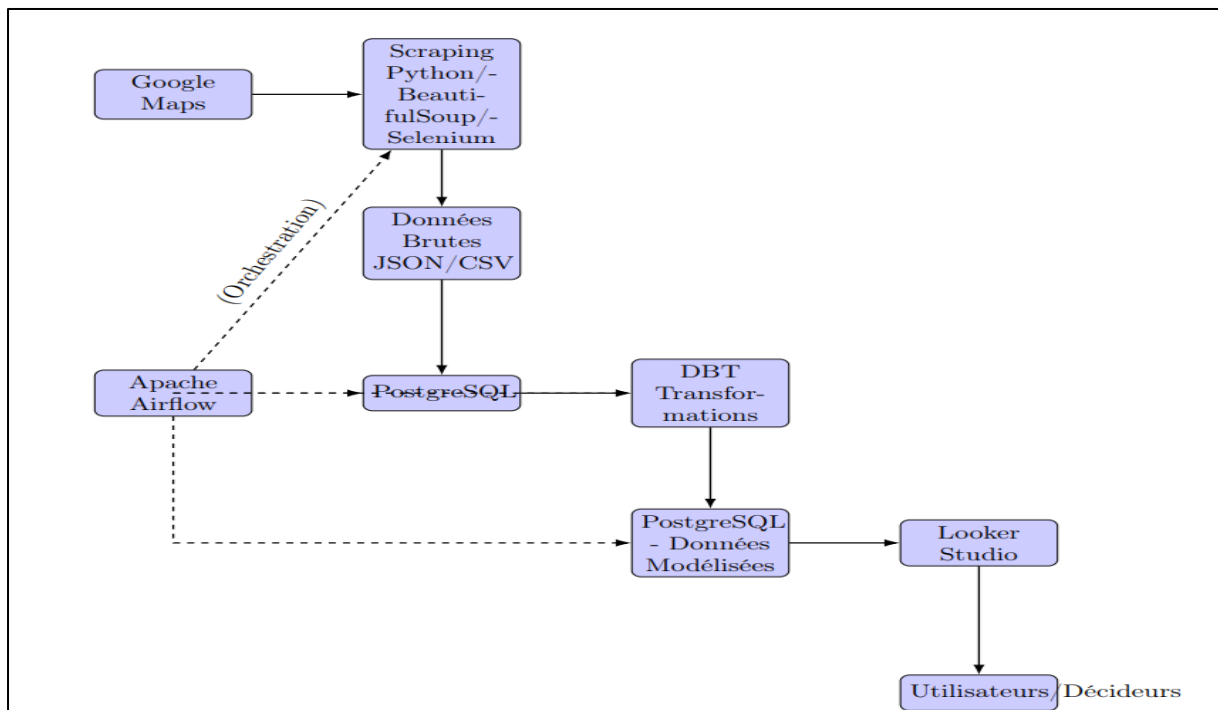 Google
Maps
Scraping
Python/-
Beauti-
fulSoup/-
Selenium
(Orchestration)
Données
Brutes
JSON/CSV
Apache
Airflow
PostgreSQL
DBT
Transfor-
mations
PostgreSQL
- Données
Modélisées
Looker
Studio
Utilisateurs/Décideurs